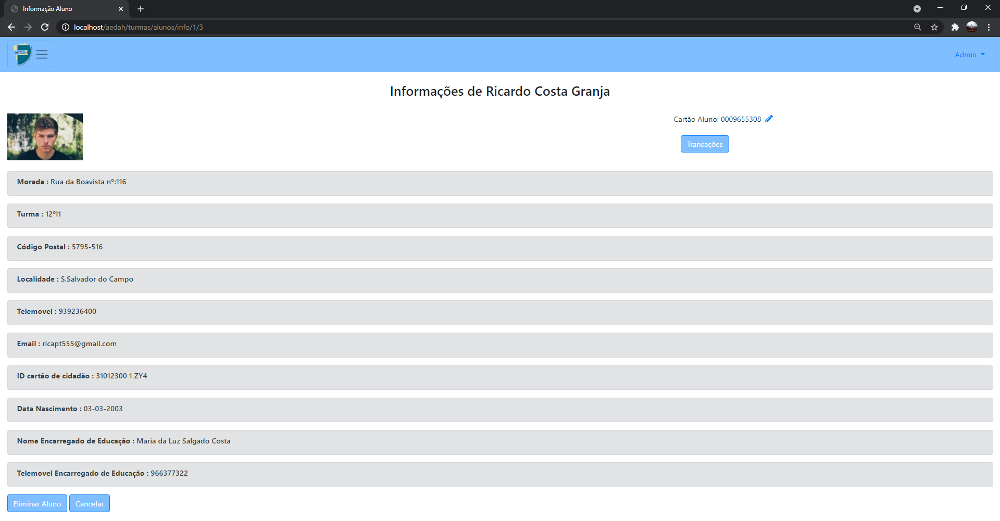 Informação Aluno
localhost/aedah/turmas/alunos/info/1/3
AEDAH
Admin
Informações de Ricardo Costa Granja
Cartão Aluno: 0009655308
Transações
Morada : Rua da Boavista nº:116
Turma : 12ºI1
Código Postal : 5795-516
Localidade : S.Salvador do Campo
Telemovel : 939236400
Email : ricapt555@gmail.com
ID cartão de cidadão : 31012300 1 ZY4
Data Nascimento : 03-03-2003
Nome Encarregado de Educação : Maria da Luz Salgado Costa
Telemovel Encarregado de Educação : 966377322
Eliminar Aluno Cancelar